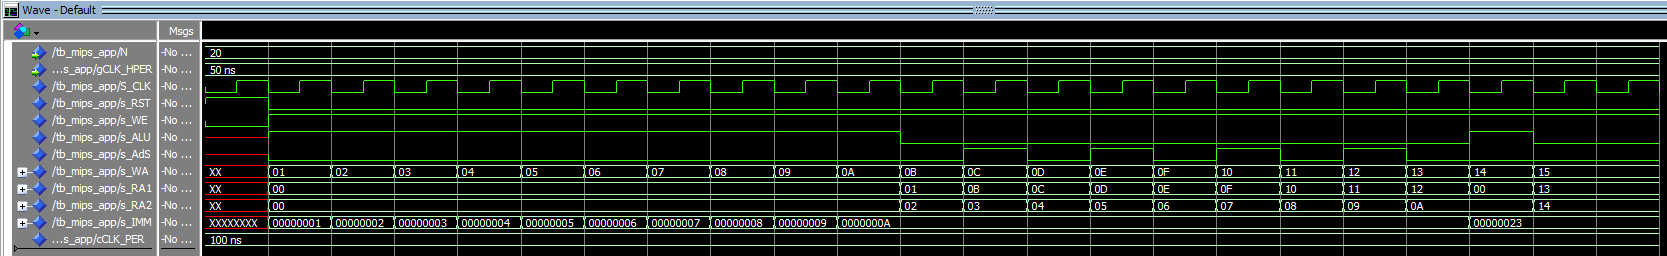 Wave - Default
Msgs
/tb_mips_app/N -No ... 20
...s_app/gCLK_HPER -No ... 50 ns
/tb_mips_app/S_CLK -No ...
/tb_mips_app/s_RST -No ...
/tb_mips_app/s_WE -No ...
/tb_mips_app/s_ALU -No ...
/tb_mips_app/s_AdS -No ...
/tb_mips_app/s_WA -No ... XX 01 02 03 04 05 06 07 08 09 0A 0B 0C 0D 0E 0F 10 11 12 13 14 15
/tb_mips_app/s_RA1 -No ... XX 00 01 0B 0C 0D 0E 0F 10 11 12 00 13
/tb_mips_app/s_RA2 -No ... XX 00 02 03 04 05 06 07 08 09 0A 14
/tb_mips_app/s_IMM -No ... XXXXXXXX 00000001 00000002 00000003 00000004 00000005 00000006 00000007 00000008 00000009 0000000A 00000023
...s_app/cCLK_PER -No ... 100 ns